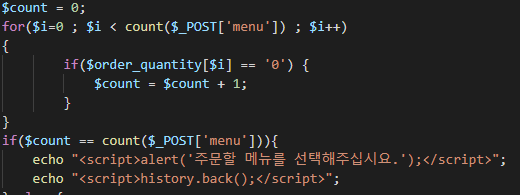 $count = 0;
for($i=0 ; $i < count($_POST['menu']) ; $i++)
{
if($order_quantity[$i] == '0') {
$count = $count + 1;
}
}
if($count == count($_POST['menu'])){
echo "<script>alert('주문할 메뉴를 선택해주십시요.');</script>";
echo "<script>history.back();</script>";